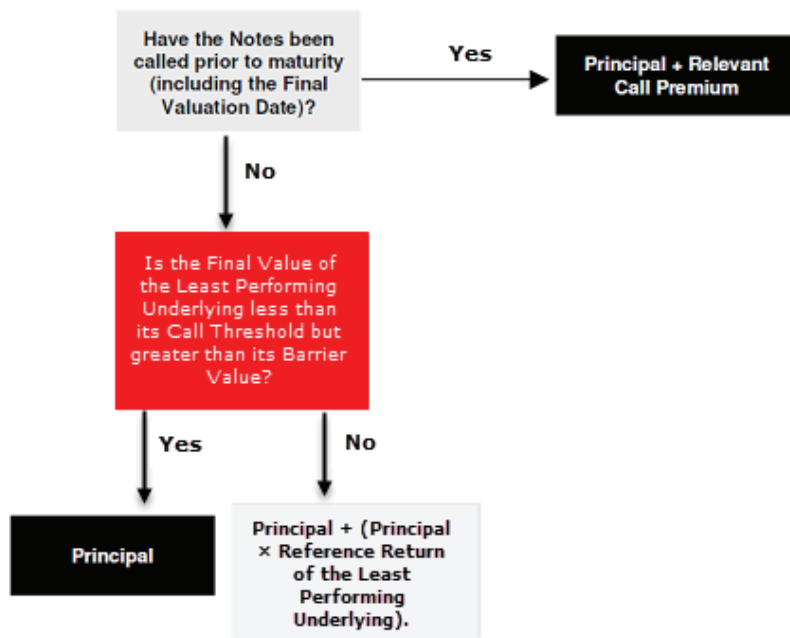 Have the Notes been
called prior to maturity
(including the Final
Valuation Date)?
Yes
Principal + Relevant
Call Premium
No
Is the Final Value of
the Least Performing
Underlying less than
its Call Threshold but
greater than its Barrier
Value?
Yes
No
Principal
Principal + (Principal
× Reference Return
of the Least
Performing
Underlying).